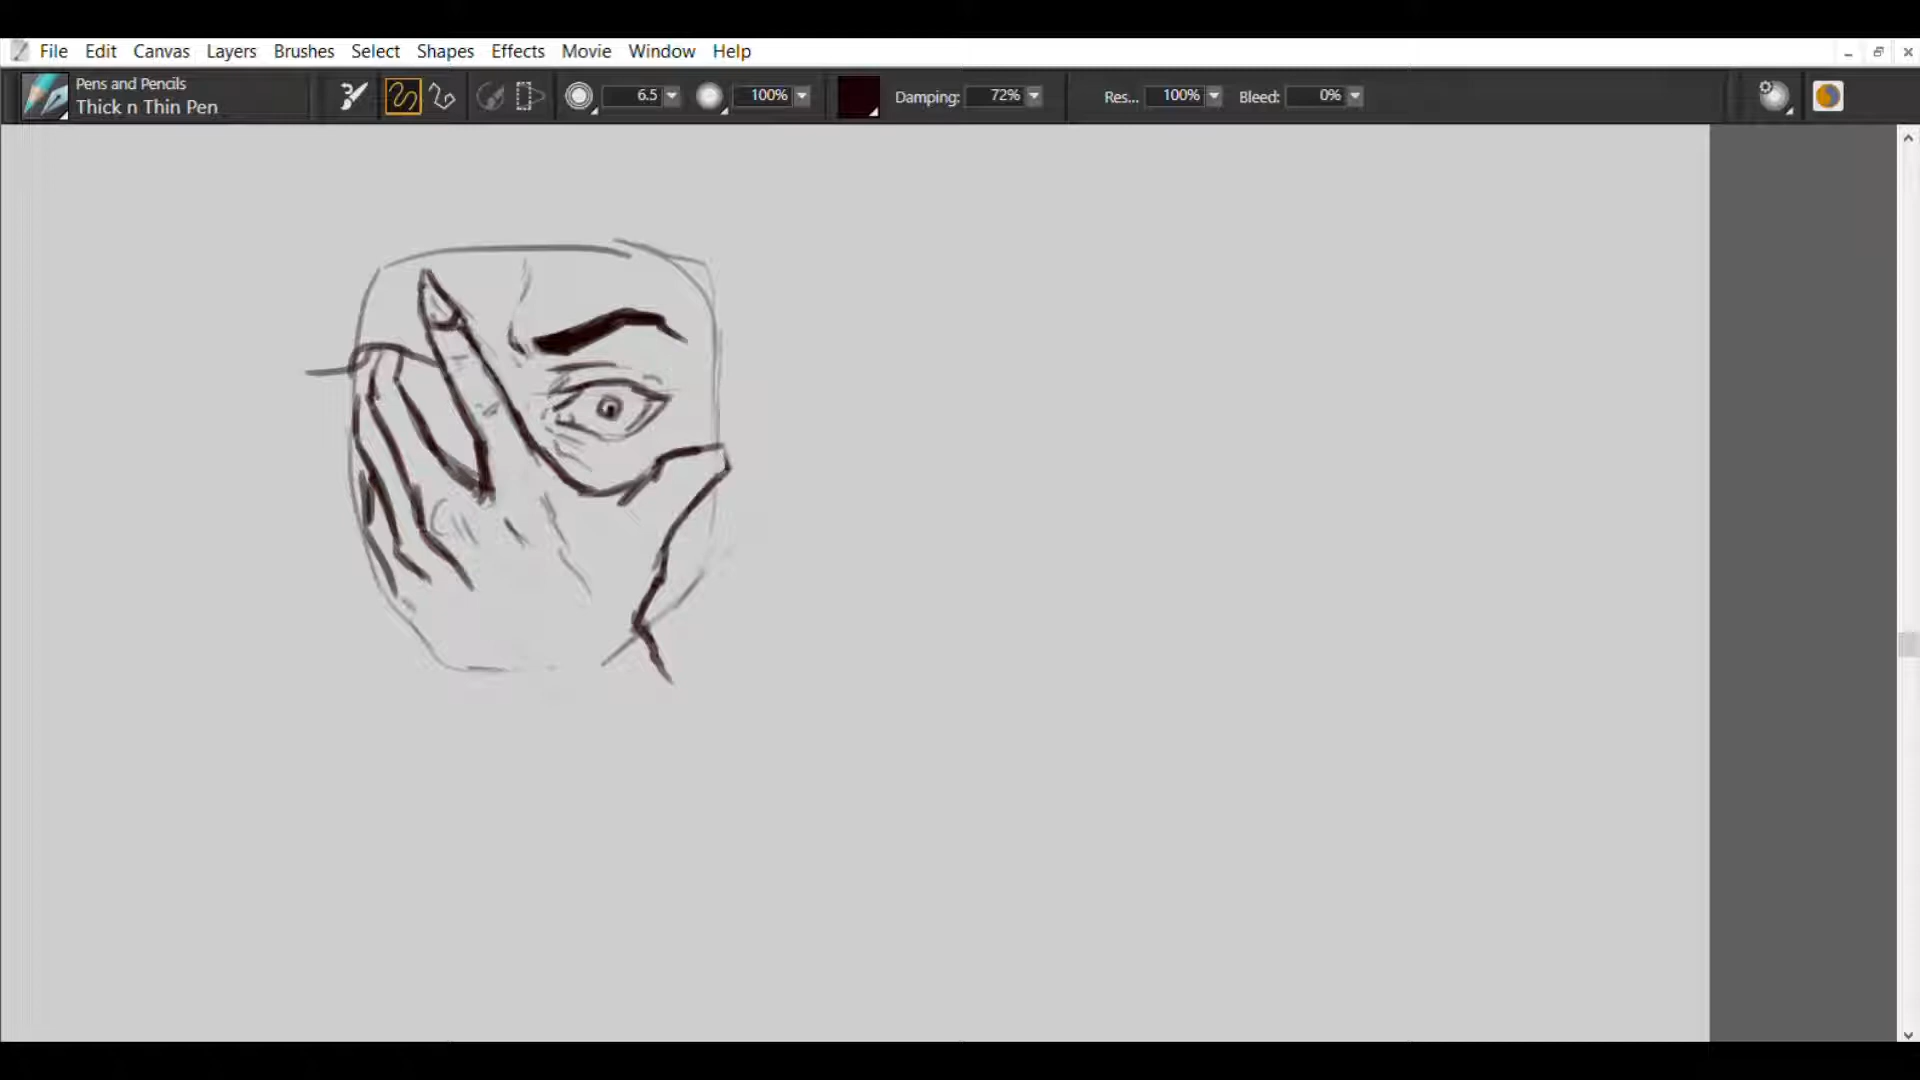 File Edit Canvas Layers Brushes Select Shapes Effects Movie Window Help
Pens and Pencils
Thick n Thin Pen
6.5 100% Damping: 72% Res... 100% Bleed: 0%